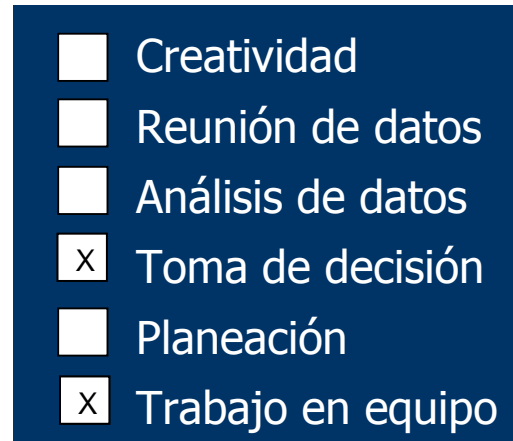 Creatividad
Reunión de datos
Análisis de datos
X Toma de decisión
Planeación
X Trabajo en equipo